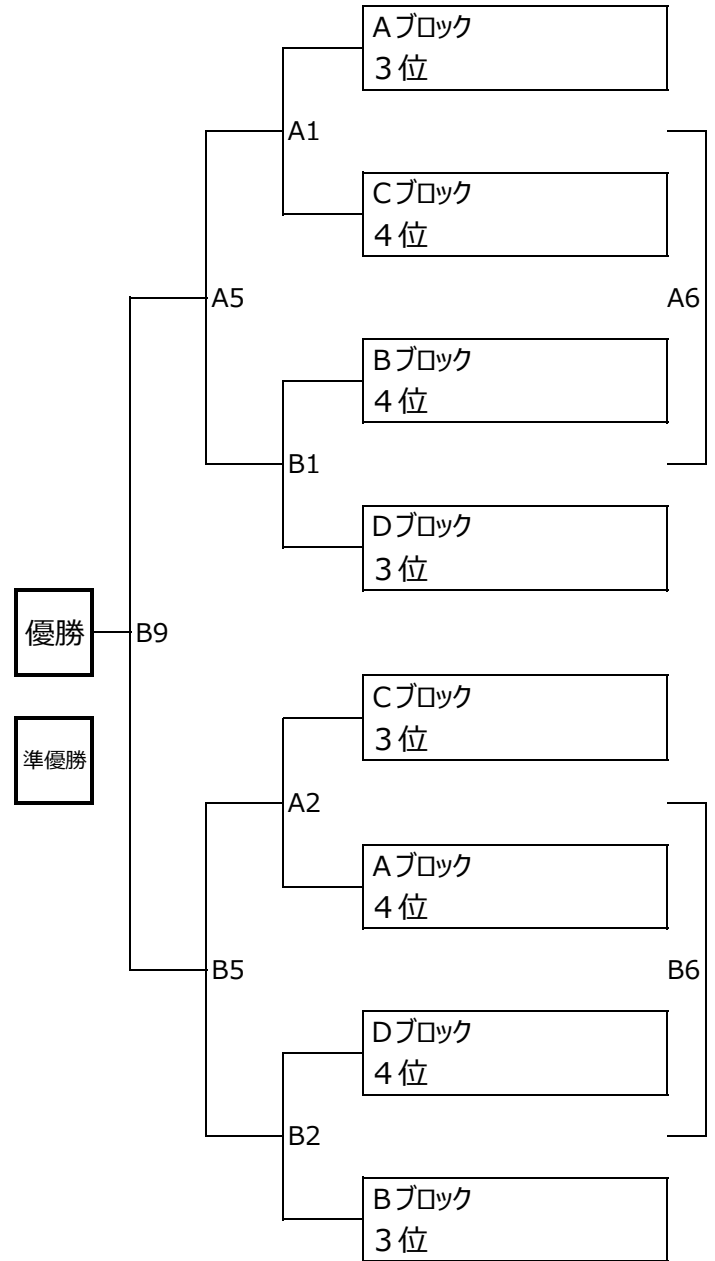 Aブロック
３位
A1
Cブロック
４位
A5
A6
Bブロック
４位
B1
Dブロック
３位
優勝
B9
Cブロック
３位
準優勝
A2
Aブロック
４位
B5
B6
Dブロック
４位
B2
Bブロック
３位